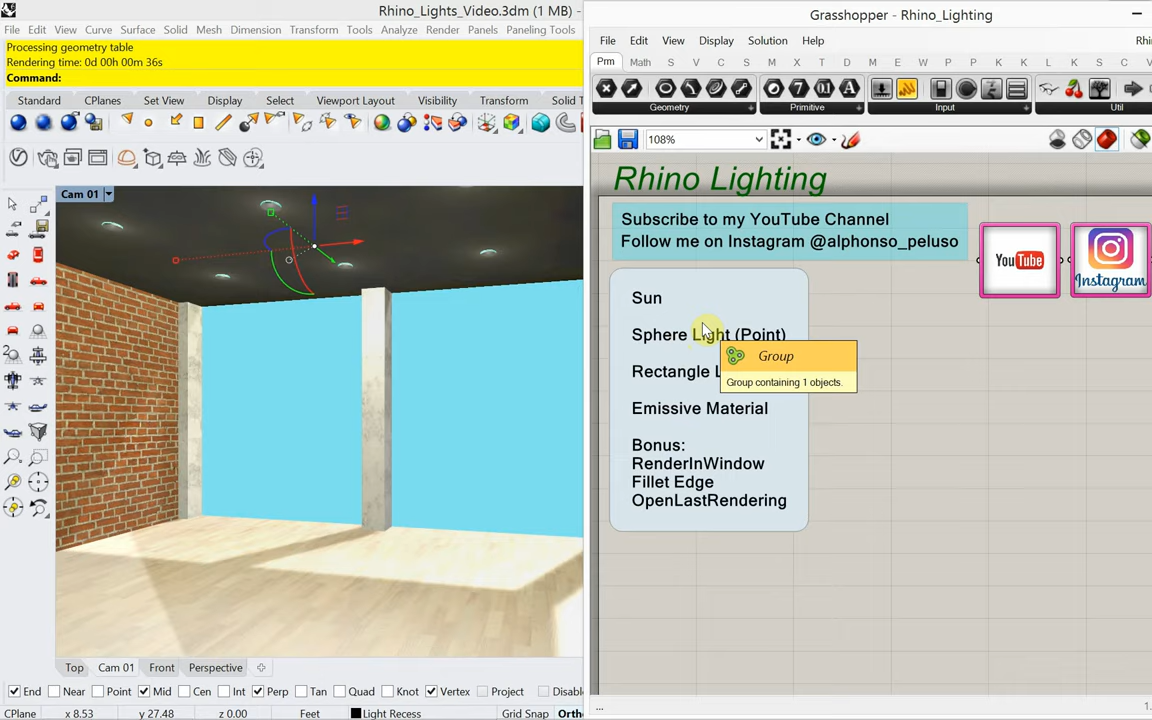 Rhino_Lights_Video.3dm (1 MB) -
File Edit View Curve Surface Solid Mesh Dimension Transform Tools Analyze Render Panels Paneling Tools
Processing geometry table
Rendering time: 0d 00h 00m 36s
Command:
Standard CPlanes Set View Display Select Viewport Layout Visibility Transform Solid T
Cam 01
Top Cam 01 Front Perspective
End Near Point Mid Cen Int Perp Tan Quad Knot Vertex Project Disable
CPlane x 8.53 y 27.48 z 0.00 Feet Light Recess Grid Snap Ortho
Grasshopper - Rhino_Lighting
File Edit View Display Solution Help Rhi
Prm Math S V C S M X T D M E W F P P K K S L K L S C V
Geometry Primitive Input Util
108%
Rhino Lighting
Subscribe to my YouTube Channel
Follow me on Instagram @alphonso_peluso
YouTube
Instagram
Sun
Sphere Light (Point)
Group
Rectangle L
Group containing 1 objects.
Emissive Material
Bonus:
RenderInWindow
Fillet Edge
OpenLastRendering
...
1.